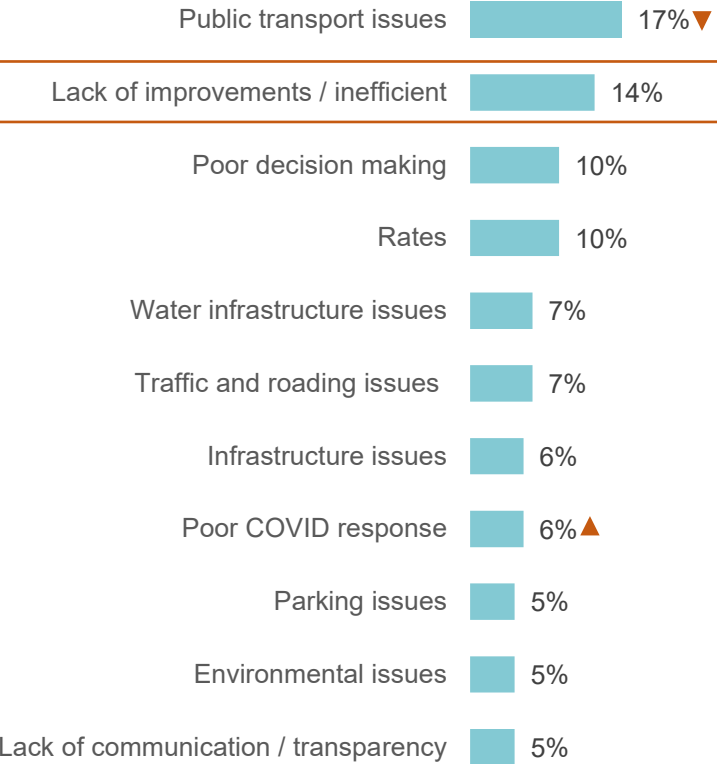 Public transport issues 17%▼
Lack of improvements / inefficient 14%
Poor decision making 10%
Rates 10%
Water infrastructure issues 7%
Traffic and roading issues 7%
Infrastructure issues 6%
Poor COVID response 6%▲
Parking issues 5%
Environmental issues 5%
Lack of communication / transparency 5%